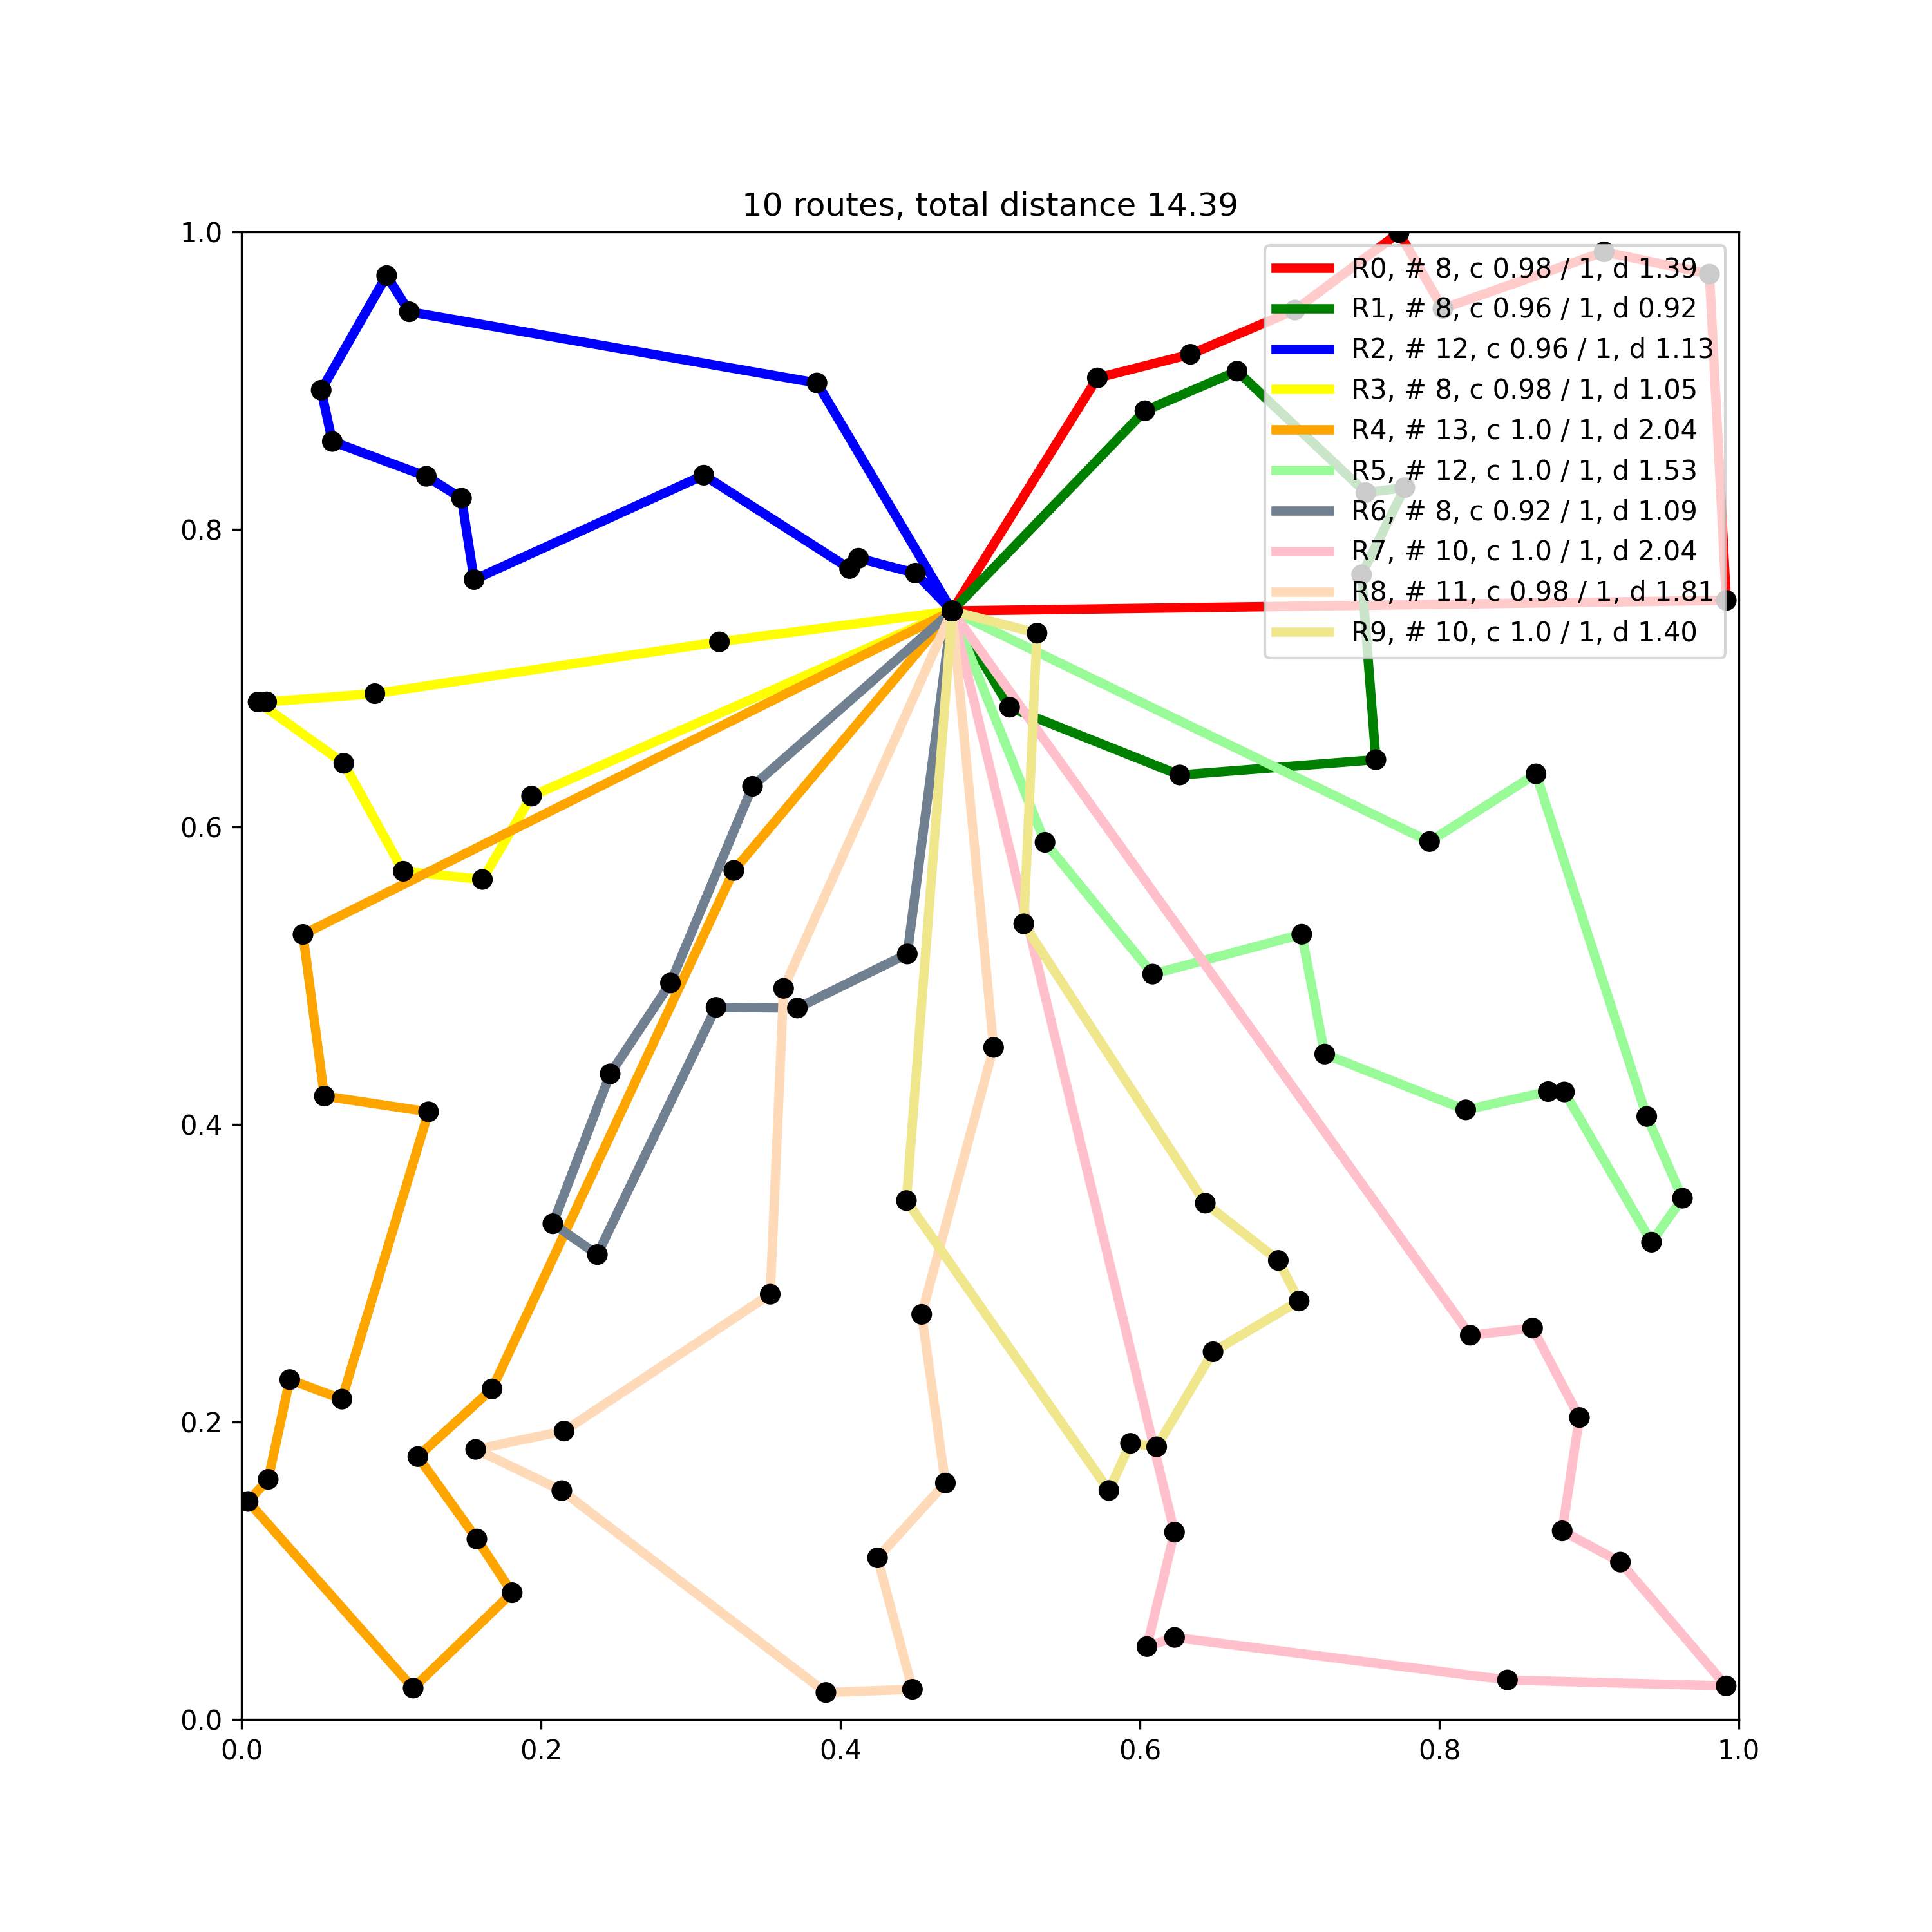 10 routes, total distance 14.39
1.0
0.8
0.6
0.4
0.2
0.0
0.0 0.2 0.4 0.6 0.8 1.0
R0, # 8, c 0.98 / 1, d 1.39
R1, # 8, c 0.96 / 1, d 0.92
R2, # 12, c 0.96 / 1, d 1.13
R3, # 8, c 0.98 / 1, d 1.05
R4, # 13, c 1.0 / 1, d 2.04
R5, # 12, c 1.0 / 1, d 1.53
R6, # 8, c 0.92 / 1, d 1.09
R7, # 10, c 1.0 / 1, d 2.04
R8, # 11, c 0.98 / 1, d 1.81
R9, # 10, c 1.0 / 1, d 1.40